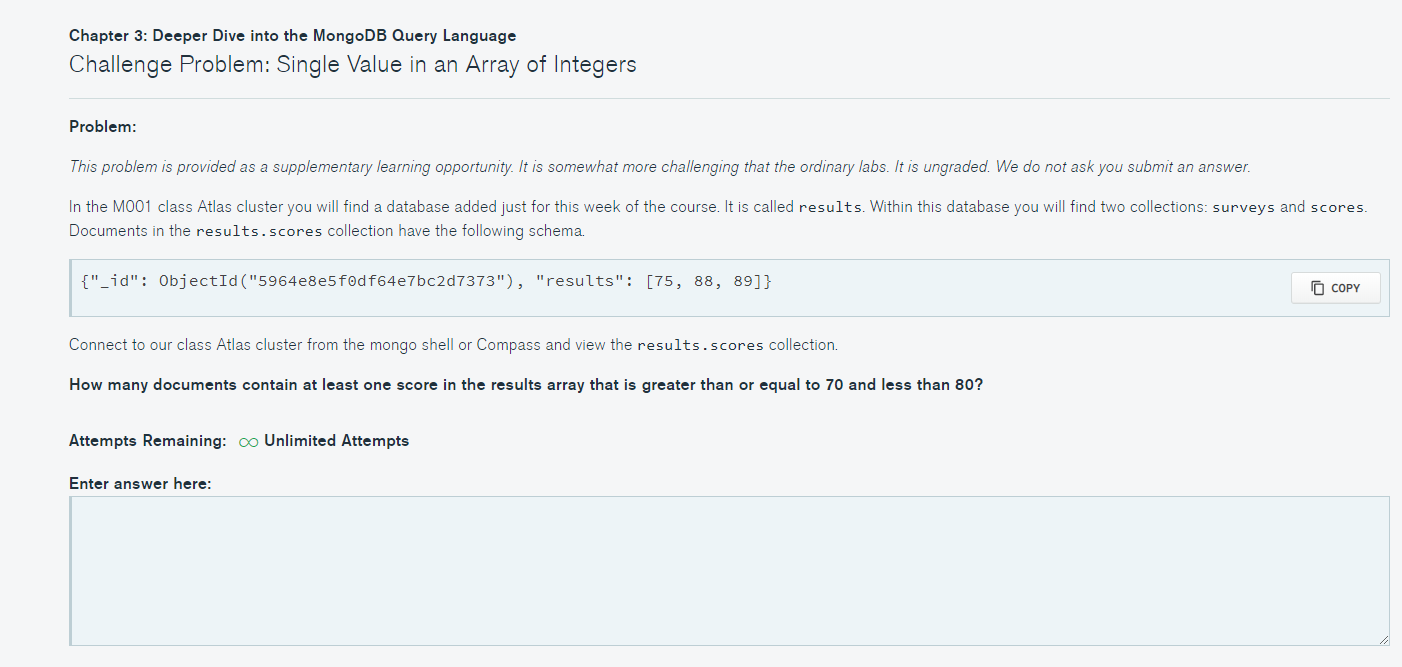 Chapter 3: Deeper Dive into the MongoDB Query Language
Challenge Problem: Single Value in an Array of Integers
Problem:
This problem is provided as a supplementary learning opportunity. It is somewhat more challenging that the ordinary labs. It is ungraded. We do not ask you submit an answer.
In the M001 class Atlas cluster you will find a database added just for this week of the course. It is called results. Within this database you will find two collections: surveys and scores.
Documents in the results.scores collection have the following schema.
{"_id": ObjectId("5964e8e5f0df64e7bc2d7373"), "results": [75, 88, 89]}
COPY
Connect to our class Atlas cluster from the mongo shell or Compass and view the results.scores collection.
How many documents contain at least one score in the results array that is greater than or equal to 70 and less than 80?
Attempts Remaining: ∞ Unlimited Attempts
Enter answer here: